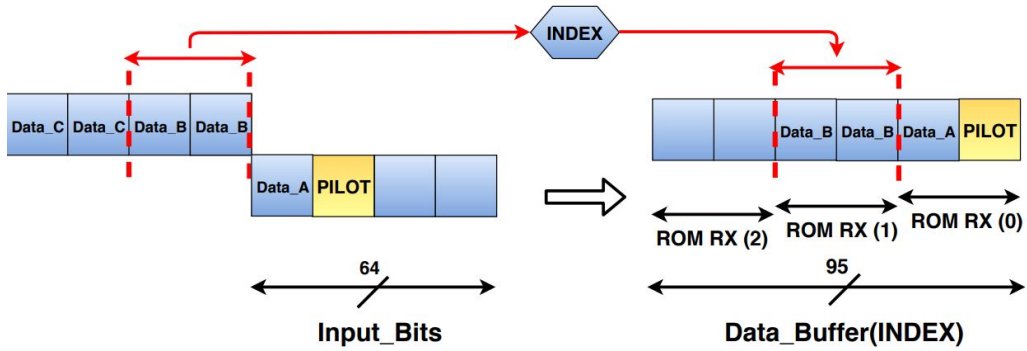 INDEX
Data_C Data_C Data_B Data_B
Data_B Data_B Data_A PILOT
Data_A PILOT
ROM RX (2) ROM RX (1) ROM RX (0)
64
95
Input_Bits
Data_Buffer(INDEX)